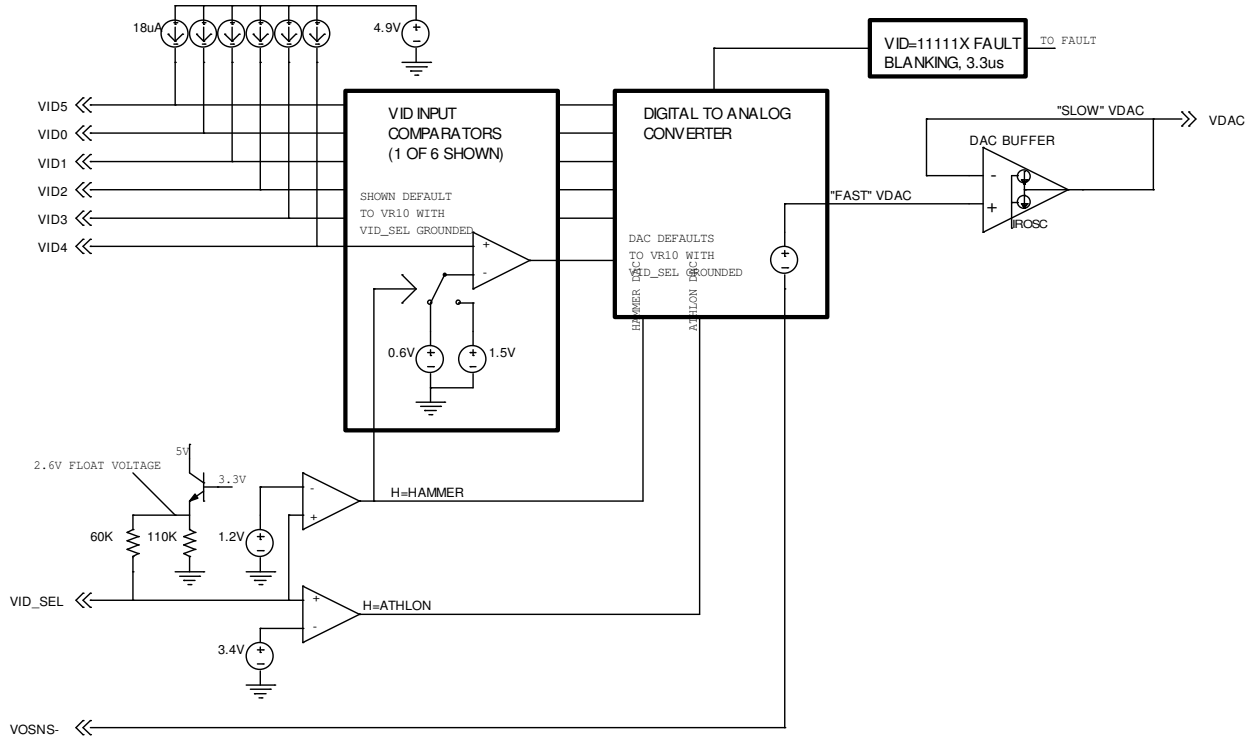 18uA
4.9V
VID=11111X FAULT
BLANKING, 3.3us
TO FAULT
VID5
VID0
VID1
VID2
VID3
VID4
VID INPUT
COMPARATORS
(1 OF 6 SHOWN)
SHOWN DEFAULT
TO VR10 WITH
VID_SEL GROUNDED
+
-
0.6V
1.5V
DIGITAL TO ANALOG
CONVERTER
DAC DEFAULTS
TO VR10 WITH
VID_SEL GROUNDED
HAMMER DAC
ATHLON DAC
"FAST" VDAC
"SLOW" VDAC
VDAC
DAC BUFFER
-
+
IROSC
5V
2.6V FLOAT VOLTAGE
3.3V
60K
110K
1.2V
-
+
H=HAMMER
VID_SEL
+
-
H=ATHLON
3.4V
VOSNS-